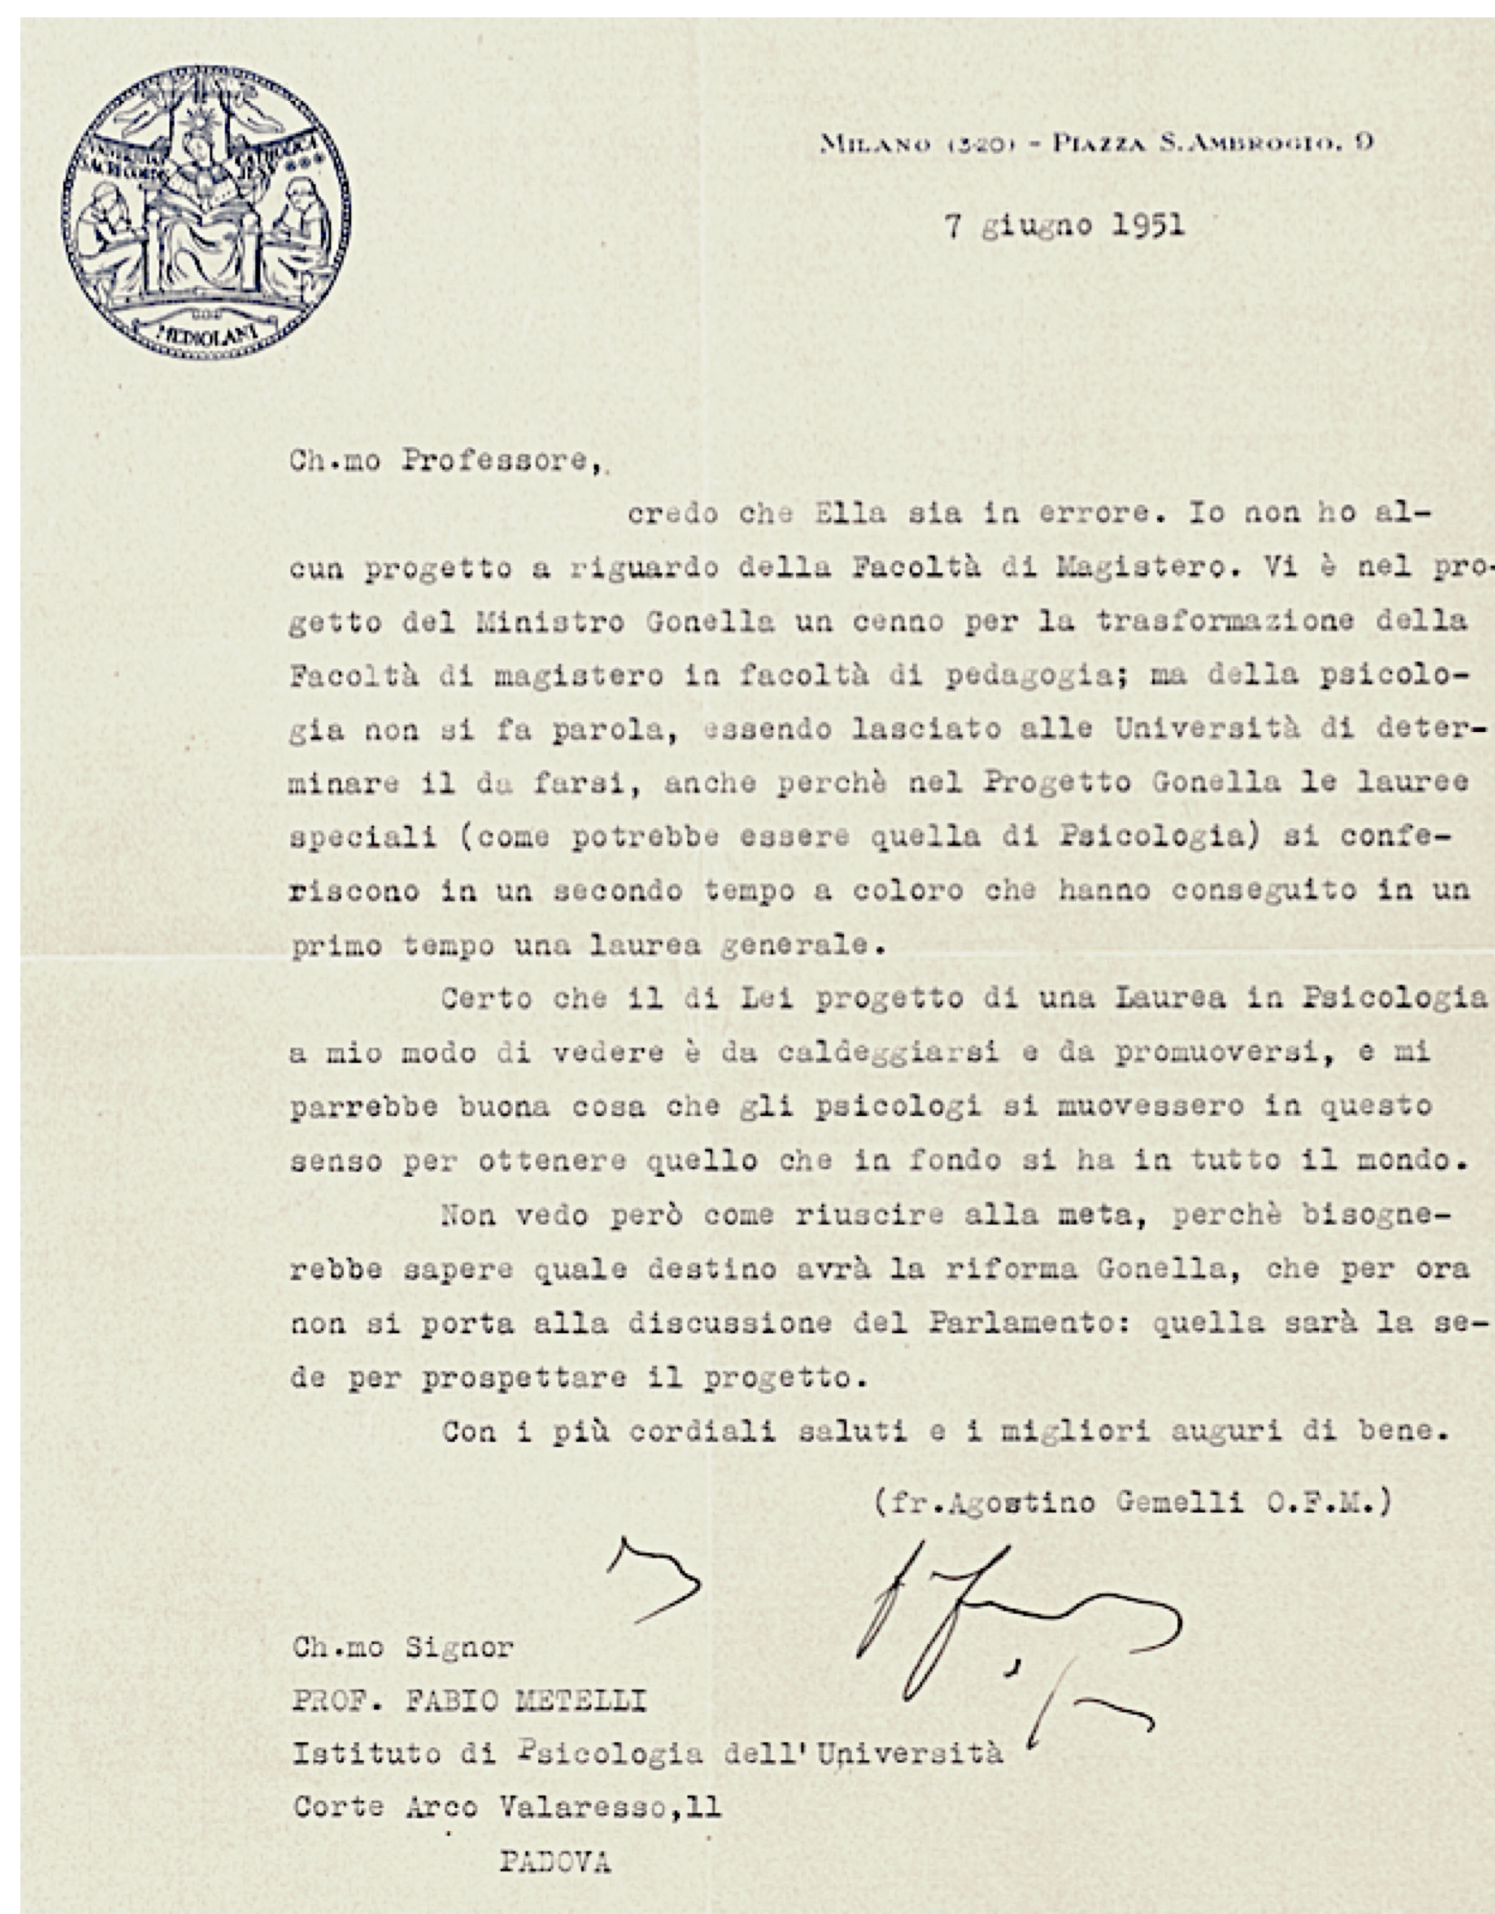 UNIVERSITAS CATHOLICA
SACRI CORDIS JESU
MEDIOLANI
MILANO (320) - PIAZZA S. AMBROGIO, 9
7 giugno 1951
Ch.mo Professore,
credo che Ella sia in errore. Io non ho al-
cun progetto a riguardo della Facoltà di Magistero. Vi è nel pro-
getto del Ministro Gonella un cenno per la trasformazione della
Facoltà di magistero in facoltà di pedagogia; ma della psicolo-
gia non si fa parola, essendo lasciato alle Università di deter-
minare il da farsi, anche perchè nel Progetto Gonella le lauree
speciali (come potrebbe essere quella di Psicologia) si confe-
riscono in un secondo tempo a coloro che hanno conseguito in un
primo tempo una laurea generale.
Certo che il di Lei progetto di una Laurea in Psicologia
a mio modo di vedere è da caldeggiarsi e da promuoversi, e mi
parrebbe buona cosa che gli psicologi si muovessero in questo
senso per ottenere quello che in fondo si ha in tutto il mondo.
Non vedo però come riuscire alla meta, perchè bisogne-
rebbe sapere quale destino avrà la riforma Gonella, che per ora
non si porta alla discussione del Parlamento: quella sarà la se-
de per prospettare il progetto.
Con i più cordiali saluti e i migliori auguri di bene.
(fr.Agostino Gemelli O.F.M.)
Ch.mo Signor
PROF. FABIO METELLI
Istituto di Psicologia dell'Università
Corte Arco Valaresso,11
PADOVA